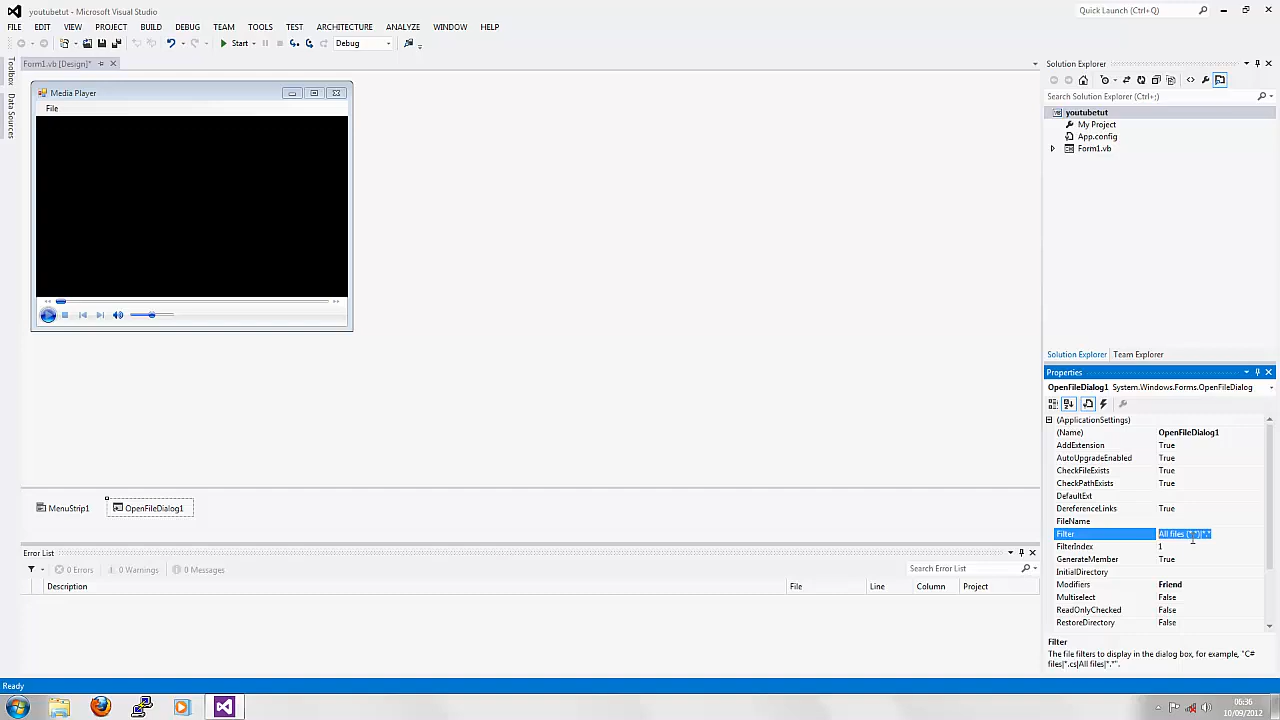 youtubetut - Microsoft Visual Studio
Quick Launch (Ctrl+Q)
FILE EDIT VIEW PROJECT BUILD DEBUG TEAM TOOLS TEST ARCHITECTURE ANALYZE WINDOW HELP
Start Debug
Toolbox
Data Sources
Form1.vb [Design]*
Media Player
File
MenuStrip1
OpenFileDialog1
Error List
0 Errors 0 Warnings 0 Messages
Search Error List
Description File Line Column Project
Solution Explorer
Search Solution Explorer (Ctrl+;)
youtubetut
My Project
App.config
Form1.vb
Solution Explorer Team Explorer
Properties
OpenFileDialog1 System.Windows.Forms.OpenFileDialog
(ApplicationSettings)
(Name) OpenFileDialog1
AddExtension True
AutoUpgradeEnabled True
CheckFileExists True
CheckPathExists True
DefaultExt
DereferenceLinks True
FileName
Filter All files (*.*)|*.*
FilterIndex 1
GenerateMember True
InitialDirectory
Modifiers Friend
Multiselect False
ReadOnlyChecked False
RestoreDirectory False
Filter
The file filters to display in the dialog box, for example, "C#
files|*.cs|All files|*.*".
Ready
06:36
10/09/2012